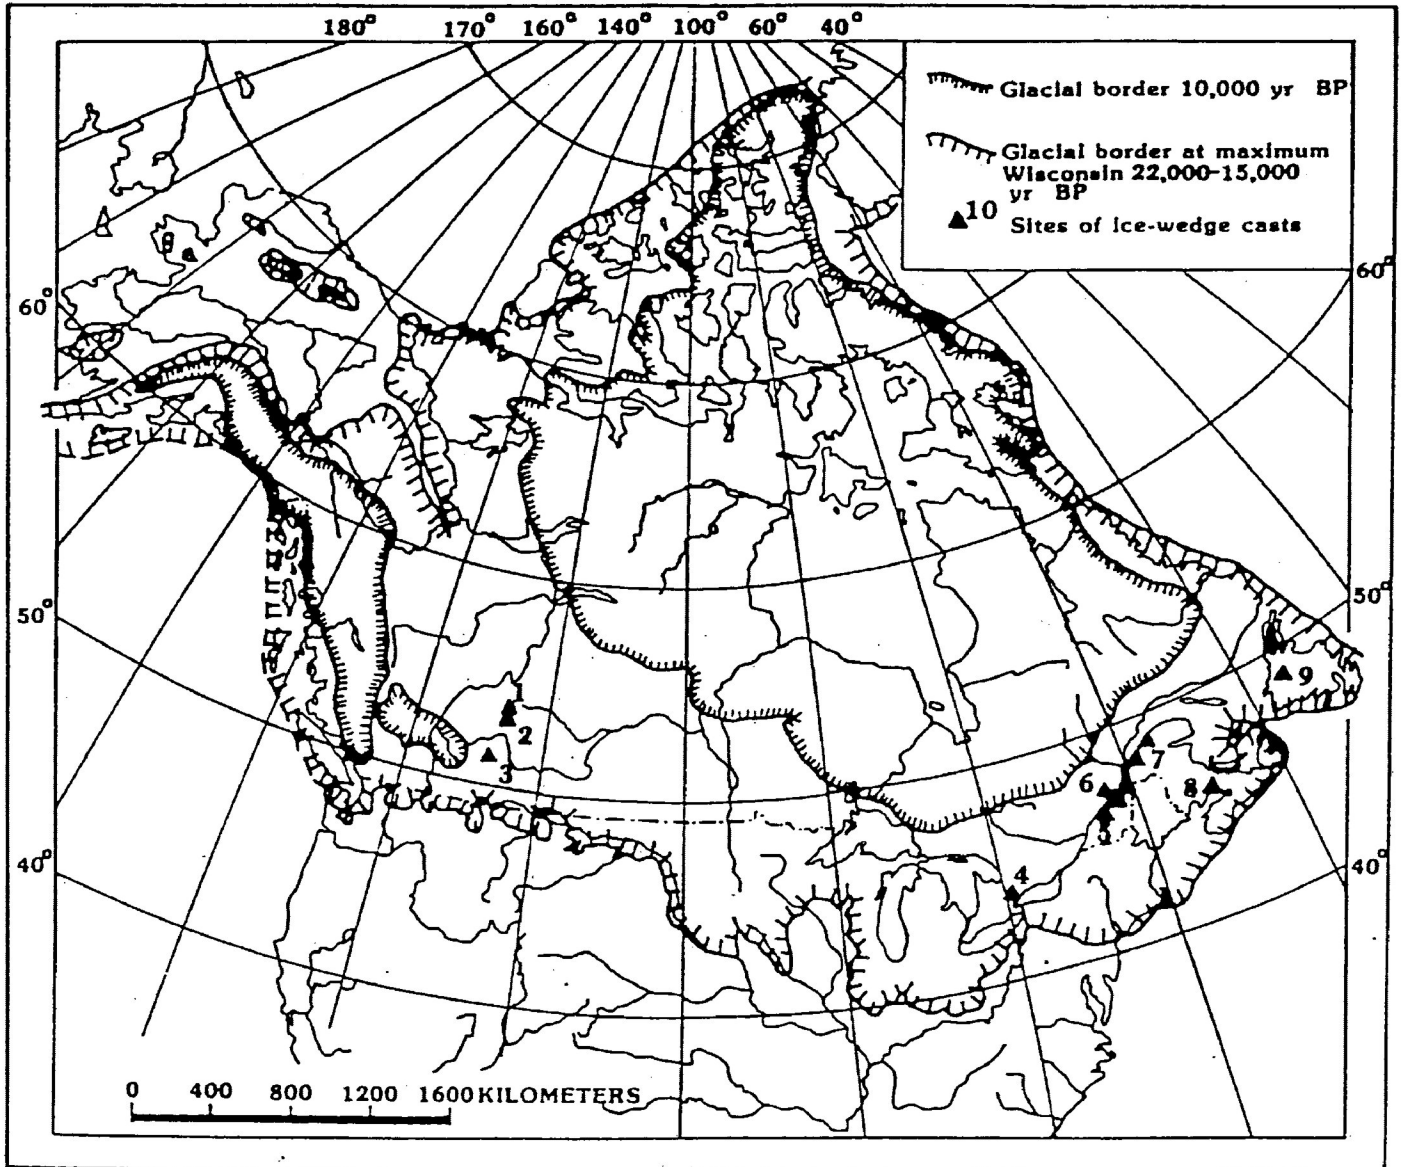 180° 170° 160° 140° 100° 60° 40°
Glacial border 10,000 yr BP
Glacial border at maximum
Wisconsin 22,000-15,000
yr BP
10 Sites of ice-wedge casts
60° 60°
50° 50°
40° 40°
1
2
3
4
5
6
7
8
9
0 400 800 1200 1600 KILOMETERS